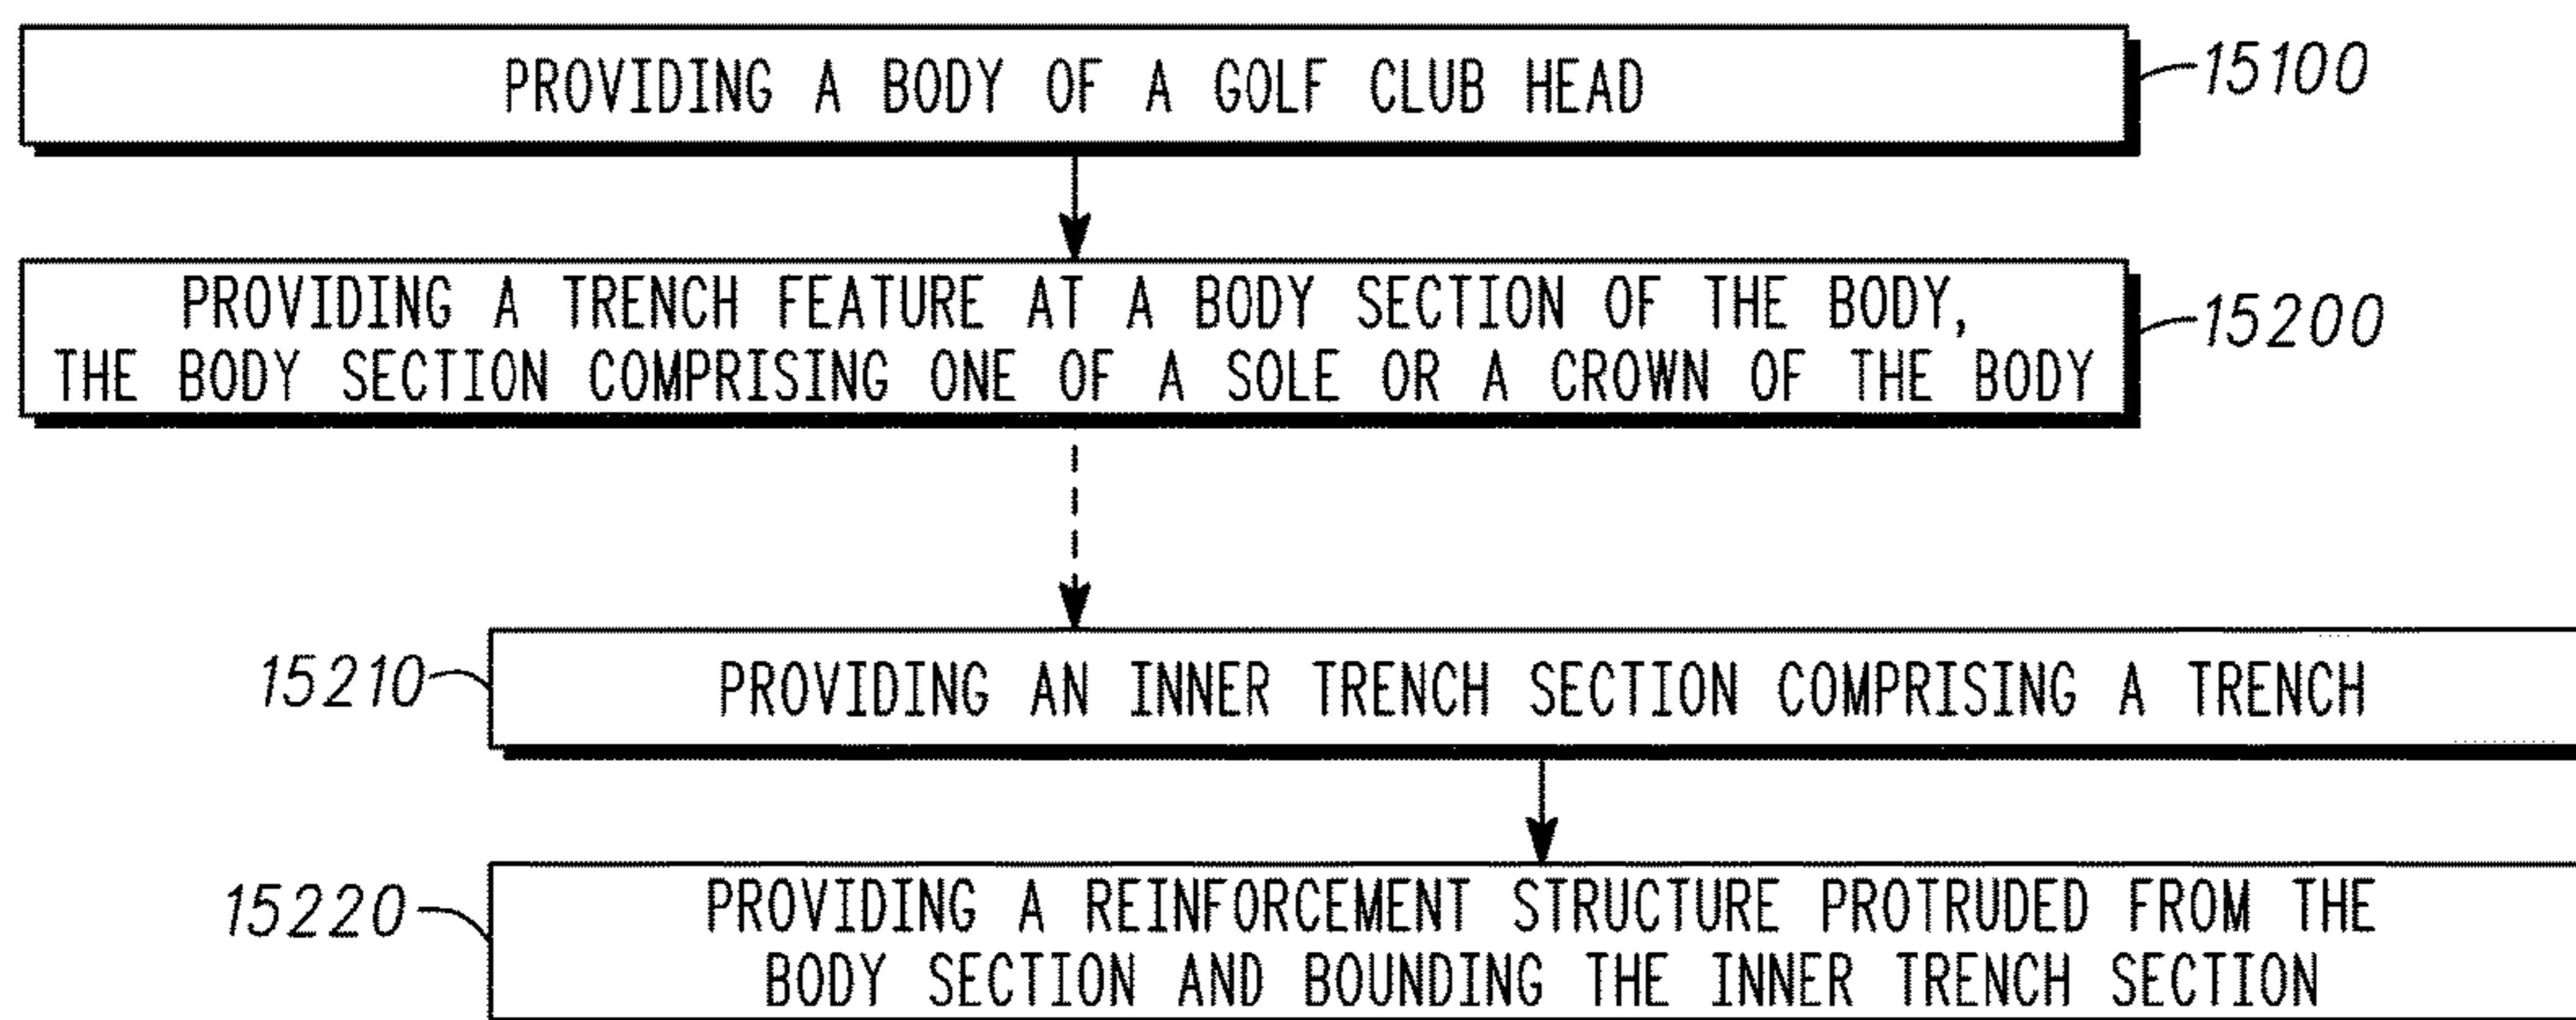 PROVIDING A BODY OF A GOLF CLUB HEAD
15100
PROVIDING A TRENCH FEATURE AT A BODY SECTION OF THE BODY,
THE BODY SECTION COMPRISING ONE OF A SOLE OR A CROWN OF THE BODY
15200
15210
PROVIDING AN INNER TRENCH SECTION COMPRISING A TRENCH
15220
PROVIDING A REINFORCEMENT STRUCTURE PROTRUDED FROM THE
BODY SECTION AND BOUNDING THE INNER TRENCH SECTION